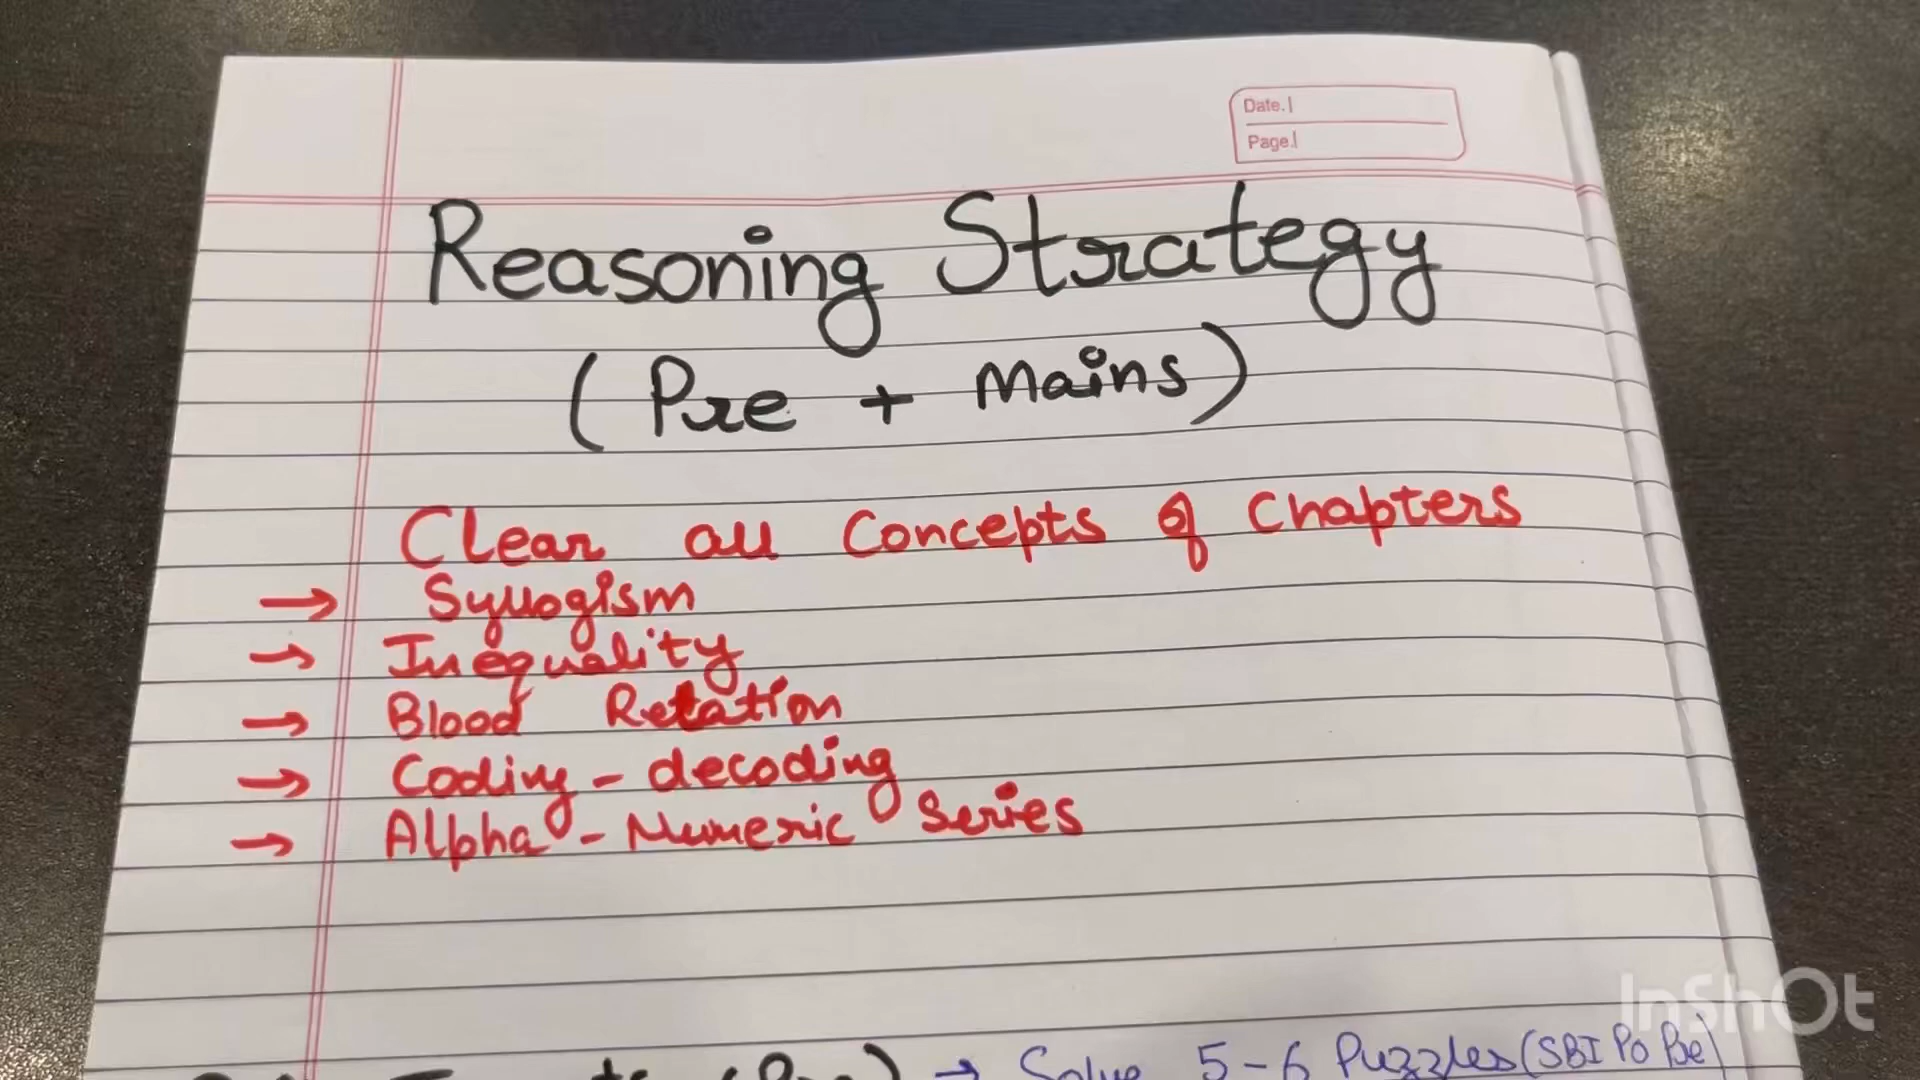 Date.
Page.
Reasoning Strategy
(Pre + Mains)
Clear all Concepts of Chapters
→ Syllogism
→ Inequality
→ Blood Relation
→ Coding - decoding
→ Alpha - Numeric Series
(Pre) → Solve 5-6 Puzzles (SBI PO Pre)
InShOt